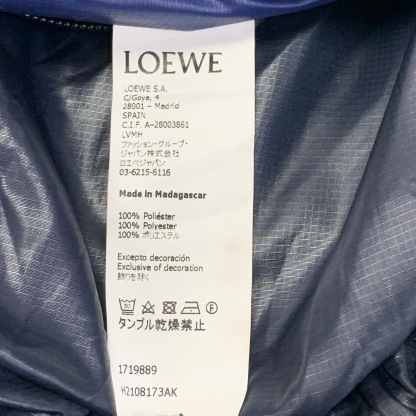 LOEWE
LOEWE S.A.
C/Goya, 4
28001 – Madrid
SPAIN
C.I.F. A–28003861
LVMH
ファッション・グループ・
ジャパン株式会社
ロエベジャパン
03-6215-6116
Made in Madagascar
100% Poliéster
100% Polyester
100% ポリエステル
Excepto decoración
Exclusive of decoration
飾りを除く
タンブル乾燥禁止
1719889
H2108173AK